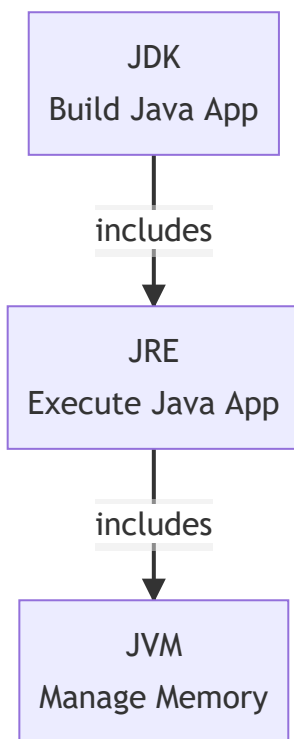 JDK
Build Java App
includes
JRE
Execute Java App
includes
JVM
Manage Memory